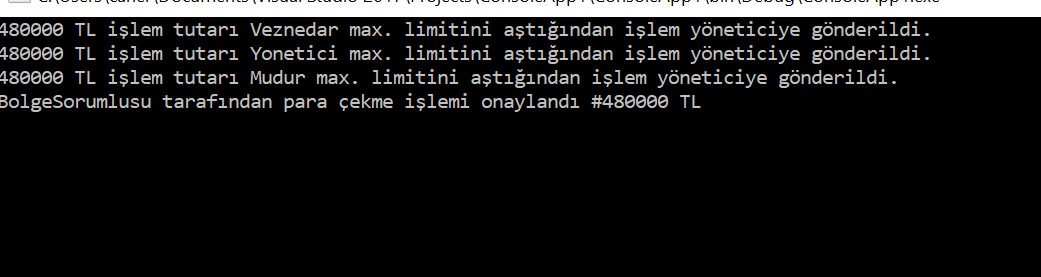 480000 TL işlem tutarı Veznedar max. limitini aştığından işlem yöneticiye gönderildi.
480000 TL işlem tutarı Yonetici max. limitini aştığından işlem yöneticiye gönderildi.
480000 TL işlem tutarı Mudur max. limitini aştığından işlem yöneticiye gönderildi.
BolgeSorumlusu tarafından para çekme işlemi onaylandı #480000 TL